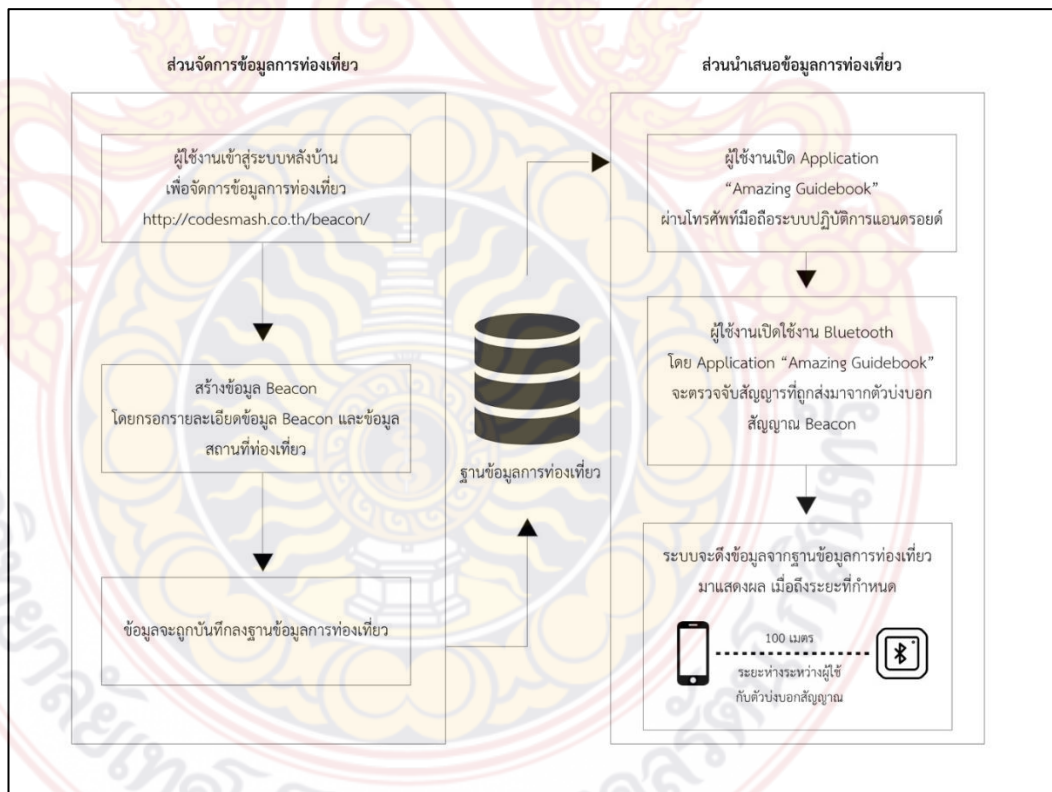 ส่วนจัดการข้อมูลการท่องเที่ยว
ผู้ใช้งานเข้าสู่ระบบหลังบ้าน
เพื่อจัดการข้อมูลการท่องเที่ยว
http://codesmash.co.th/beacon/
สร้างข้อมูล Beacon
โดยกรอกรายละเอียดข้อมูล Beacon และข้อมูล
สถานที่ท่องเที่ยว
ข้อมูลจะถูกบันทึกลงฐานข้อมูลการท่องเที่ยว
ฐานข้อมูลการท่องเที่ยว
ส่วนนำเสนอข้อมูลการท่องเที่ยว
ผู้ใช้งานเปิด Application
“Amazing Guidebook”
ผ่านโทรศัพท์มือถือระบบปฏิบัติการแอนดรอยด์
ผู้ใช้งานเปิดใช้งาน Bluetooth
โดย Application “Amazing Guidebook”
จะตรวจจับสัญญารที่ถูกส่งมาจากตัวบ่งบอก
สัญญาณ Beacon
ระบบจะดึงข้อมูลจากฐานข้อมูลการท่องเที่ยว
มาแสดงผล เมื่อถึงระยะที่กำหนด
100 เมตร
ระยะห่างระหว่างผู้ใช้
กับตัวบ่งบอกสัญญาณ